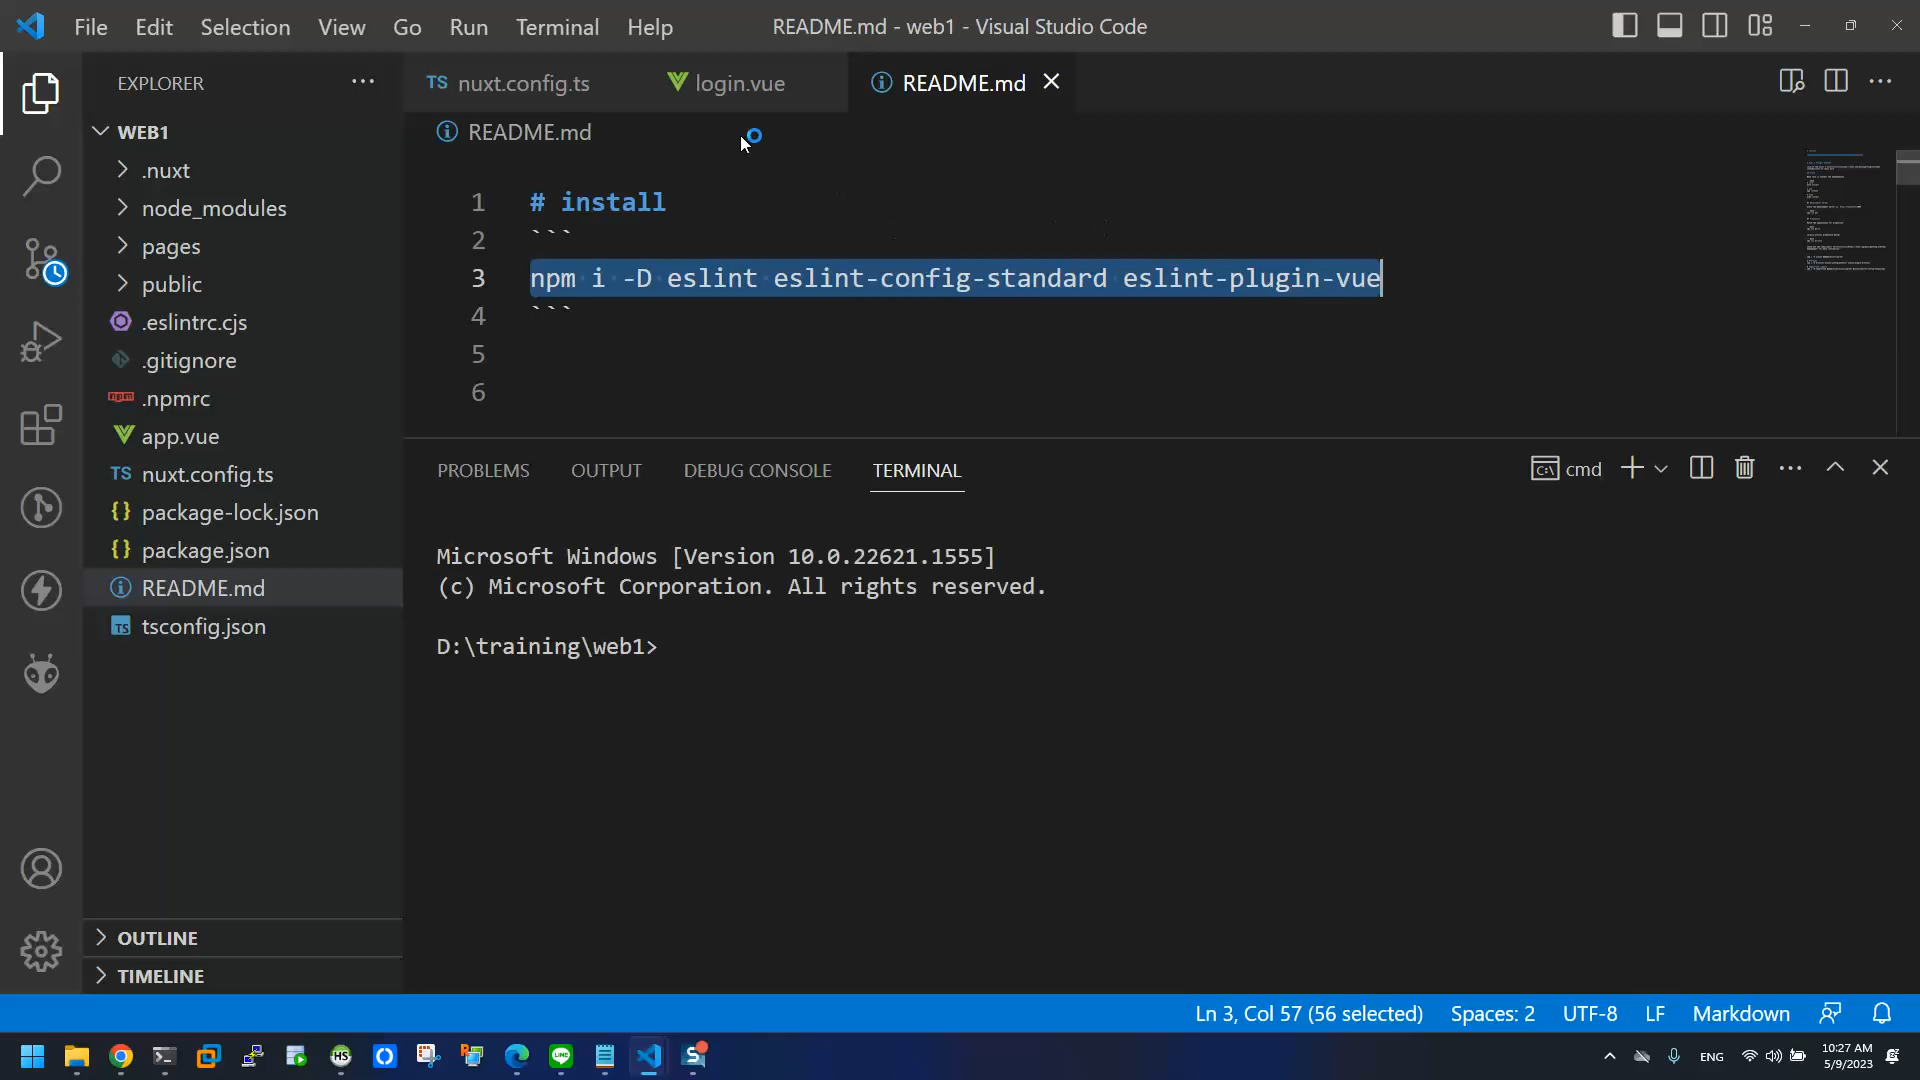 File Edit Selection View Go Run Terminal Help README.md - web1 - Visual Studio Code
EXPLORER
WEB1
.nuxt
node_modules
pages
public
.eslintrc.cjs
.gitignore
.npmrc
app.vue
TS nuxt.config.ts
{} package-lock.json
{} package.json
README.md
TS tsconfig.json
OUTLINE
TIMELINE
TS nuxt.config.ts login.vue README.md
README.md
1 # install
2 ```
3 npm i -D eslint eslint-config-standard eslint-plugin-vue
4 ```
5
6
PROBLEMS OUTPUT DEBUG CONSOLE TERMINAL cmd
Microsoft Windows [Version 10.0.22621.1555]
(c) Microsoft Corporation. All rights reserved.
D:\training\web1>
Ln 3, Col 57 (56 selected) Spaces: 2 UTF-8 LF Markdown
ENG 10:27 AM
5/9/2023